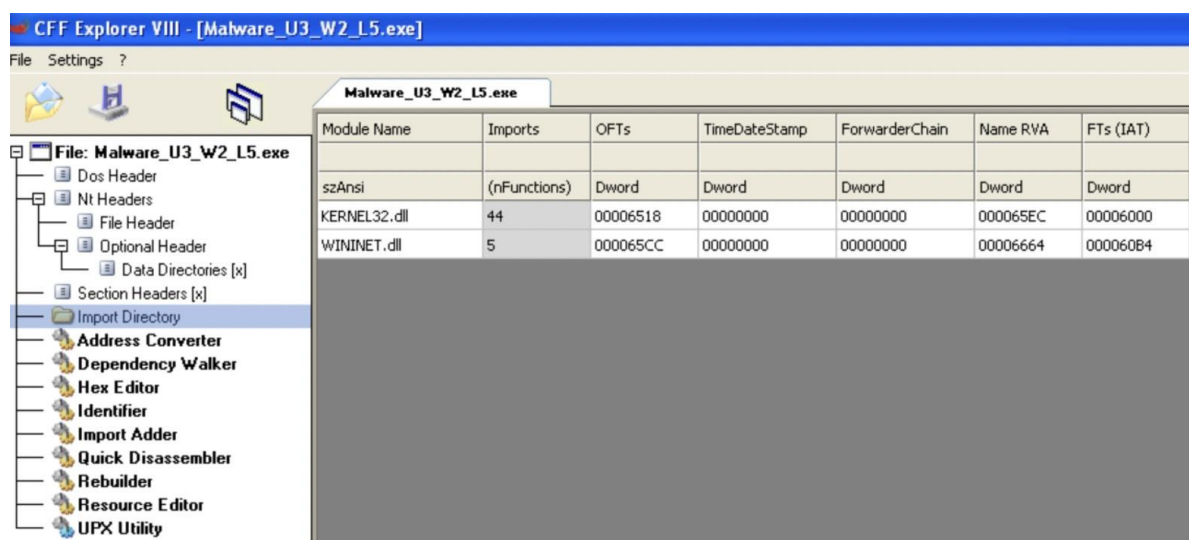 CFF Explorer VIII - [Malware_U3_W2_L5.exe]
File Settings ?
Malware_U3_W2_L5.exe
File: Malware_U3_W2_L5.exe
Dos Header
Nt Headers
File Header
Optional Header
Data Directories [x]
Section Headers [x]
Import Directory
Address Converter
Dependency Walker
Hex Editor
Identifier
Import Adder
Quick Disassembler
Rebuilder
Resource Editor
UPX Utility
Module Name Imports OFTs TimeDateStamp ForwarderChain Name RVA FTs (IAT)
szAnsi (nFunctions) Dword Dword Dword Dword Dword
KERNEL32.dll 44 00006518 00000000 00000000 000065EC 00006000
WININET.dll 5 000065CC 00000000 00000000 00006664 000060B4